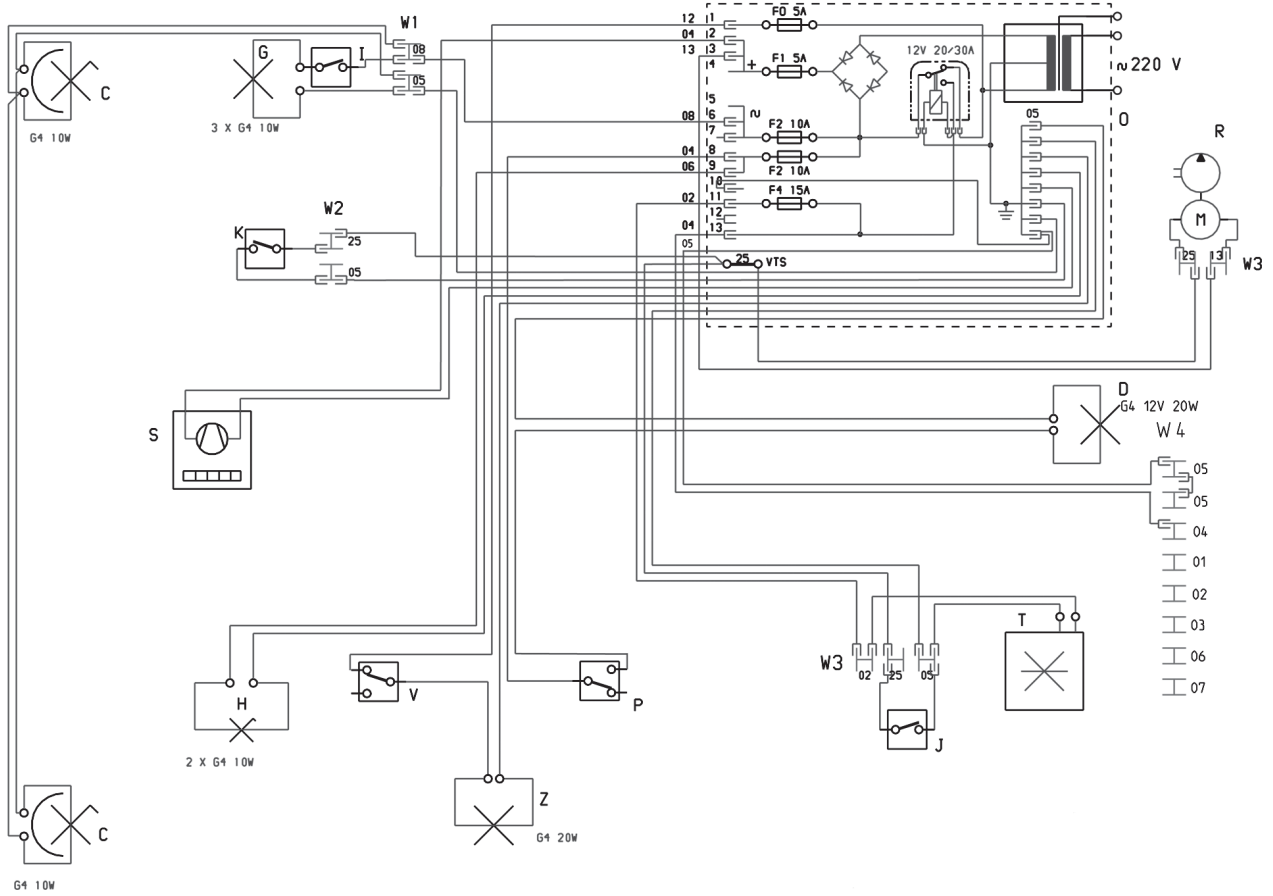 W1
12
1
F0 5A
04
2
13
3
4
+
F1 5A
12V 20/30A
≈220 V
G
I
08
05
C
G4 10W
3 X G4 10W
O
R
5
6
≈
08
7
F2 10A
04
8
06
9
F2 10A
10
02
11
F4 15A
12
04
13
05
05
M
W2
K
25
05
25
VTS
25
13
W3
D
G4 12V 20W
W4
S
05
05
04
01
02
03
06
07
T
W3
02
25
05
H
V
P
J
2 X G4 10W
Z
G4 20W
C
G4 10W